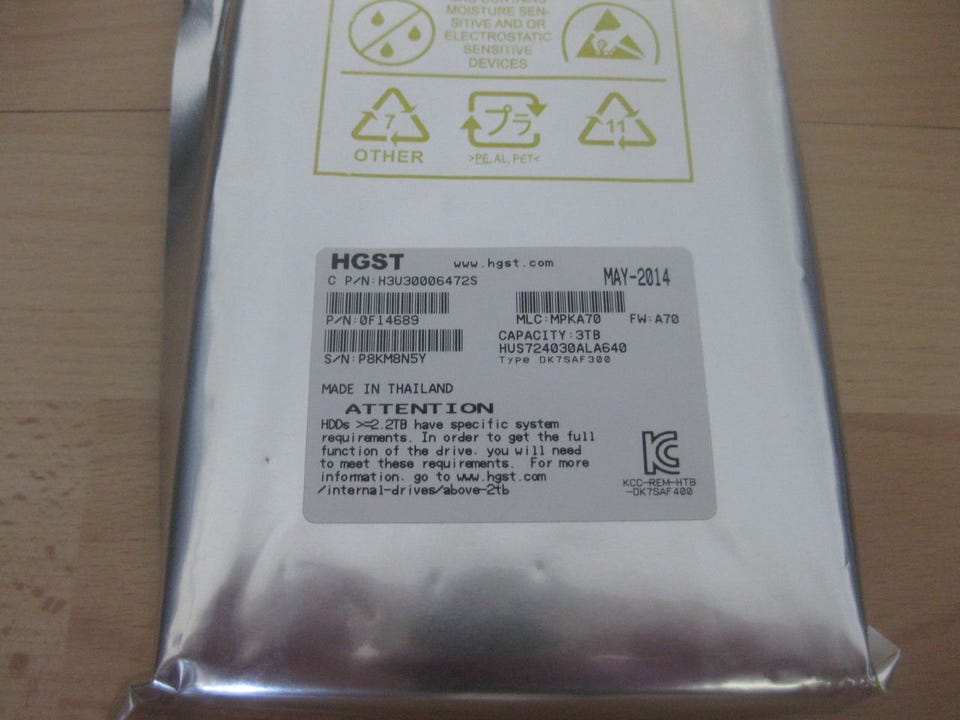 MOISTURE SEN-
SITIVE AND OR
ELECTROSTATIC
SENSITIVE
DEVICES
7
プラ
11
OTHER
>PE, AL, PET<
HGST www.hgst.com
C P/N:H3U30006472S MAY-2014
P/N:0F14689 MLC:MPKA70 FW:A70
CAPACITY:3TB
HUS724030ALA640
S/N:P8KM8N5Y Type DK7SAF300
MADE IN THAILAND
ATTENTION
HDDs >=2.2TB have specific system
requirements. In order to get the full
function of the drive, you will need
to meet these requirements. For more
information, go to www.hgst.com
/internal-drives/above-2tb
KC
KCC-REM-HTB
-DK7SAF400